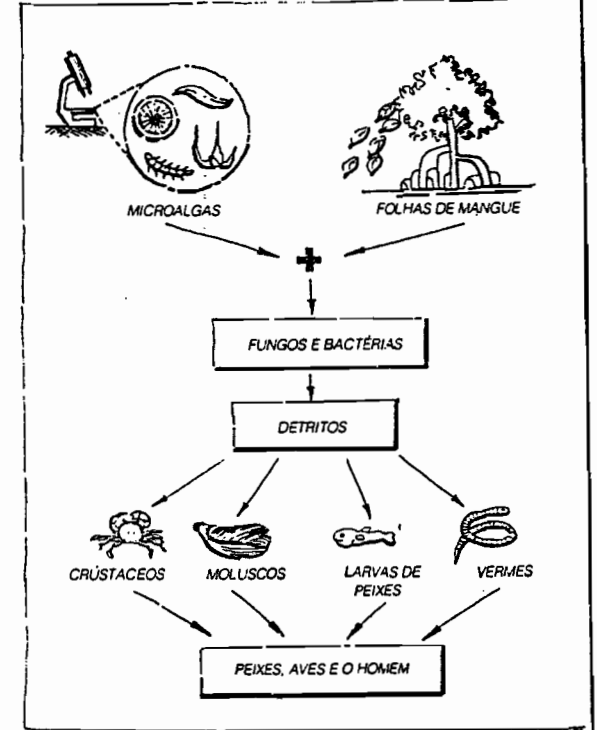 MICROALGAS
FOLHAS DE MANGUE
FUNGOS E BACTÉRIAS
DETRITOS
CRÚSTACEOS
MOLUSCOS
LARVAS DE
PEIXES
VERMES
PEIXES, AVES E O HOMEM